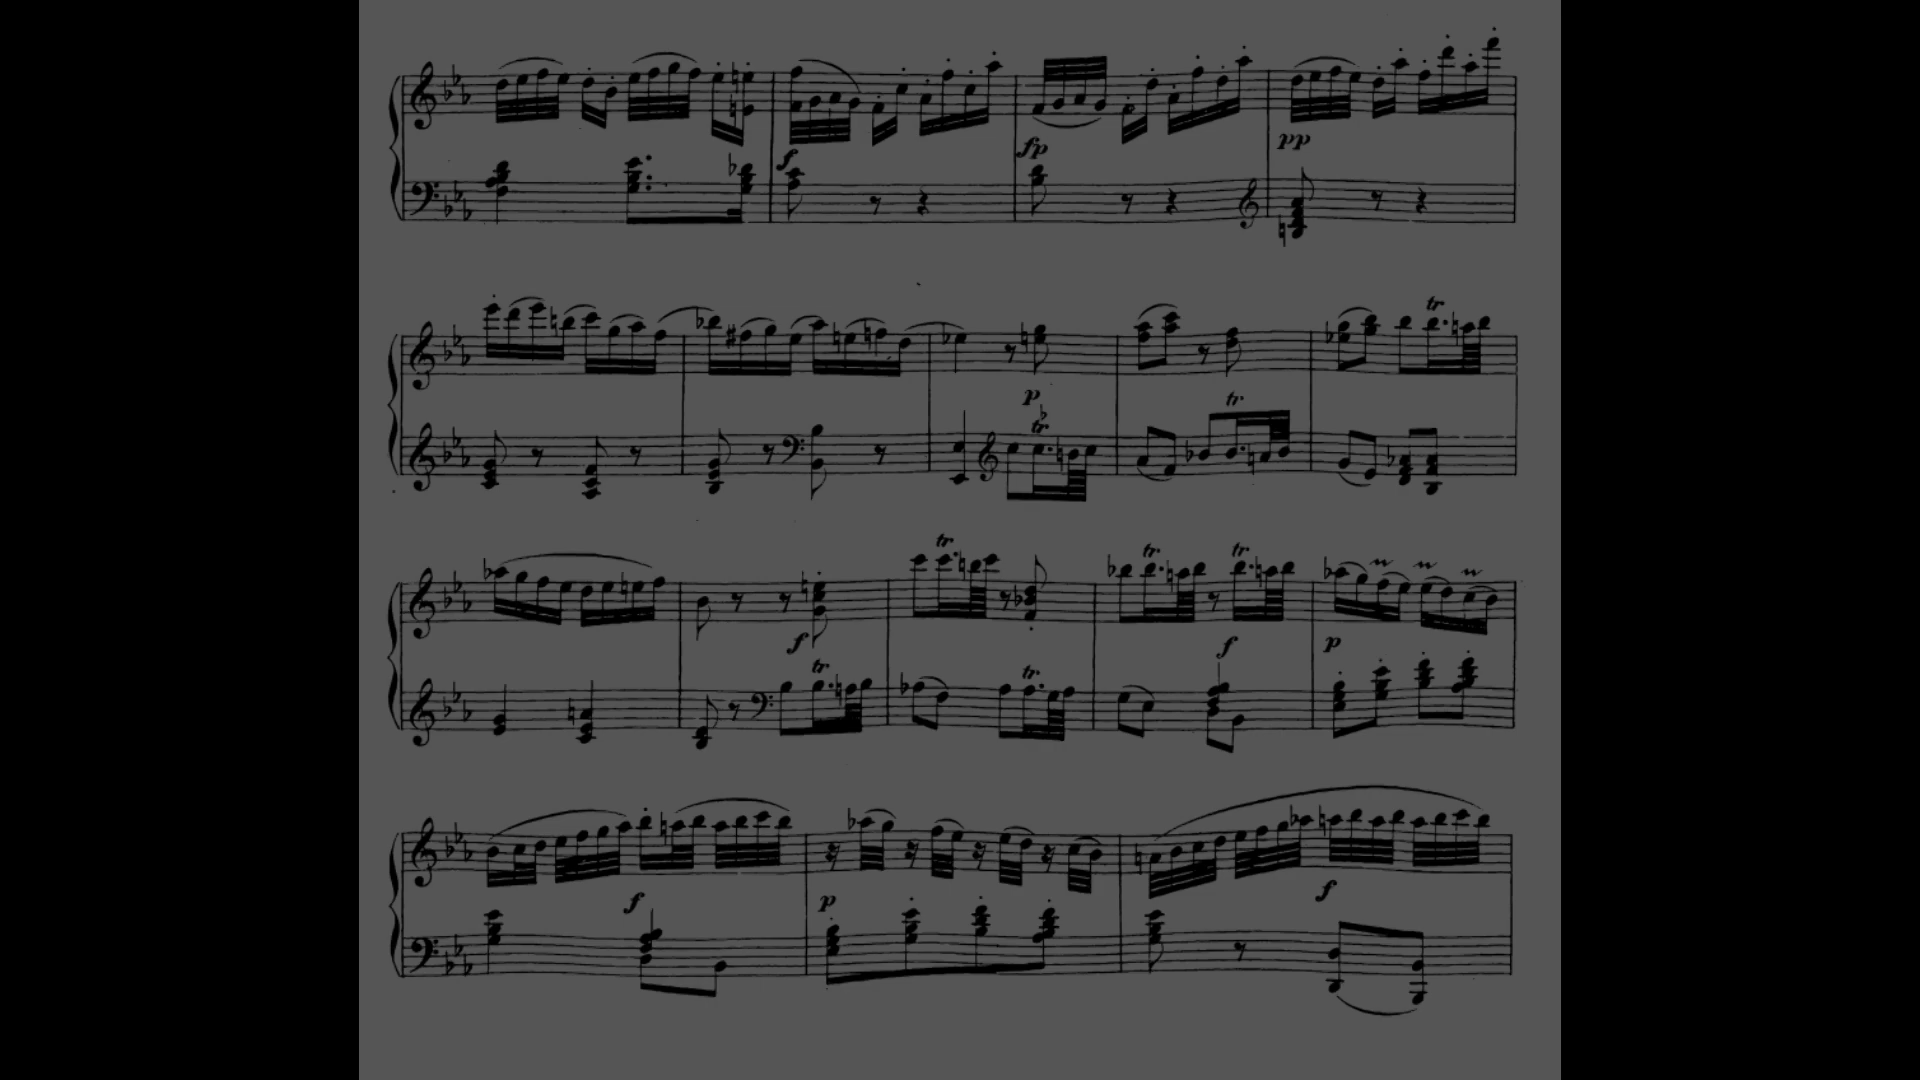 f fp pp
tr.
p tr.
tr.
tr. tr. tr.
f f p
tr. tr.
f p f